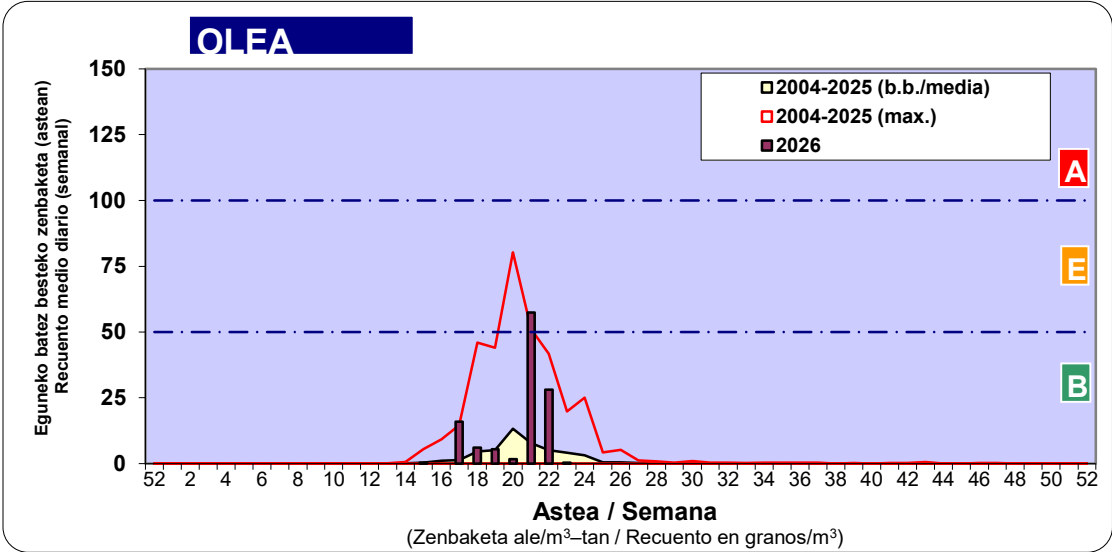 OLEA
2004-2025 (b.b./media)
2004-2025 (max.)
2026
Eguneko batez besteko zenbaketa (astean)
Recuento medio diario (semanal)
150
125
100
75
50
25
0
A
E
B
52 2 4 6 8 10 12 14 16 18 20 22 24 26 28 30 32 34 36 38 40 42 44 46 48 50 52
Astea / Semana
(Zenbaketa ale/m³–tan / Recuento en granos/m³)